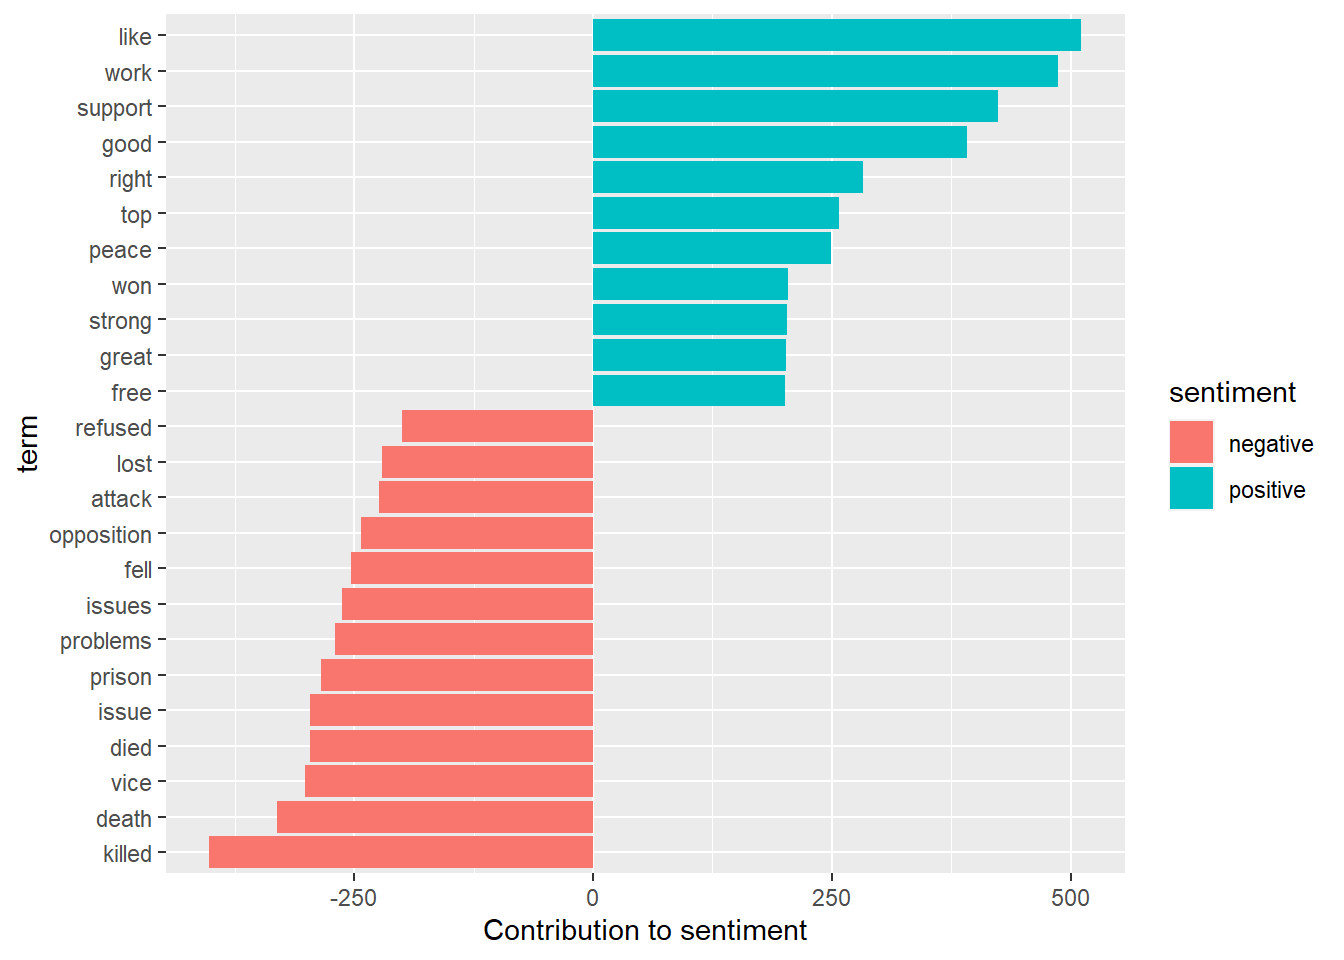 like
work
support
good
right
top
peace
won
strong
great
free
refused
lost
attack
opposition
fell
issues
problems
prison
issue
died
vice
death
killed
term
-250 0 250 500
Contribution to sentiment
sentiment
negative
positive